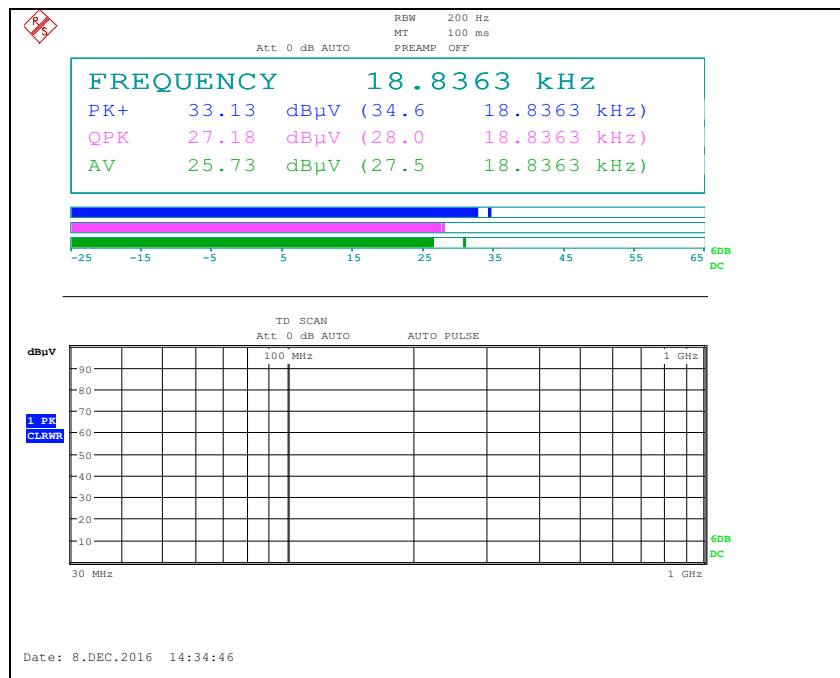 R S
RBW 200 Hz
MT 100 ms
Att 0 dB AUTO PREAMP OFF
FREQUENCY 18.8363 kHz
PK+ 33.13 dBµV (34.6 18.8363 kHz)
QPK 27.18 dBµV (28.0 18.8363 kHz)
AV 25.73 dBµV (27.5 18.8363 kHz)
-25 -15 -5 5 15 25 35 45 55 65
6DB
DC
TD SCAN
Att 0 dB AUTO AUTO PULSE
dBµV
100 MHz 1 GHz
90
80
70
1 PK
CLRWR
60
50
40
30
20
10
6DB
DC
30 MHz 1 GHz
Date: 8.DEC.2016 14:34:46